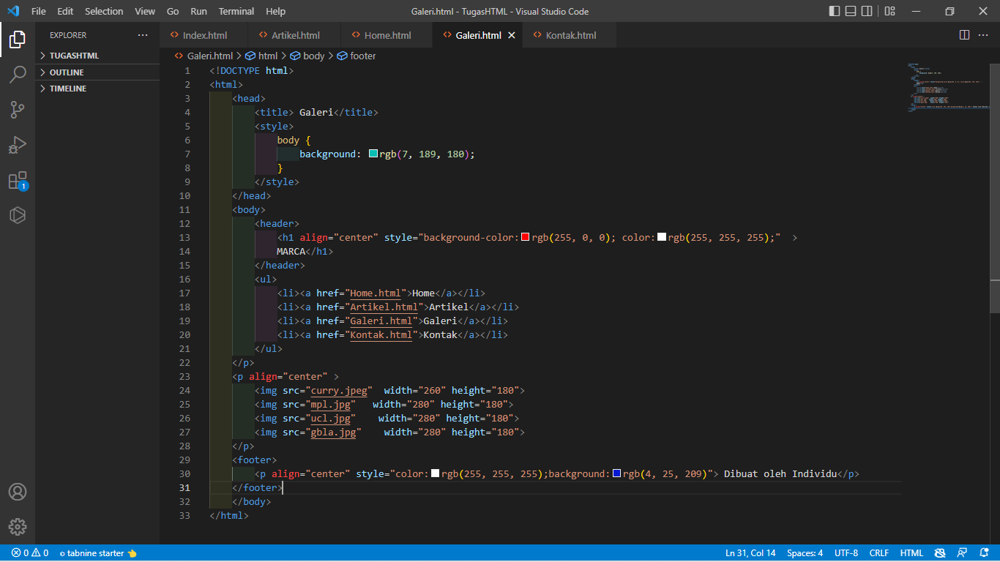 File Edit Selection View Go Run Terminal Help Galeri.html - TugasHTML - Visual Studio Code
EXPLORER
TUGASHTML
OUTLINE
TIMELINE
Index.html Artikel.html Home.html Galeri.html Kontak.html
Galeri.html > html > body > footer
1 <!DOCTYPE html>
2 <html>
3 <head>
4 <title> Galeri</title>
5 <style>
6 body {
7 background: rgb(7, 189, 180);
8 }
9 </style>
10 </head>
11 <body>
12 <header>
13 <h1 align="center" style="background-color:rgb(255, 0, 0); color:rgb(255, 255, 255);"  >
14 MARCA</h1>
15 </header>
16 <ul>
17 <li><a href="Home.html">Home</a></li>
18 <li><a href="Artikel.html">Artikel</a></li>
19 <li><a href="Galeri.html">Galeri</a></li>
20 <li><a href="Kontak.html">Kontak</a></li>
21 </ul>
22 </p>
23 <p align="center" >
24 <img src="curry.jpeg"  width="260" height="180">
25 <img src="mpl.jpg"   width="280" height="180">
26 <img src="ucl.jpg"    width="280" height="180">
27 <img src="gbla.jpg"    width="280" height="180">
28 </p>
29 <footer>
30 <p align="center" style="color:rgb(255, 255, 255);background:rgb(4, 25, 209)"> Dibuat oleh Individu</p>
31 </footer>
32 </body>
33 </html>
1
0 0 tabnine starter Ln 31, Col 14 Spaces: 4 UTF-8 CRLF HTML